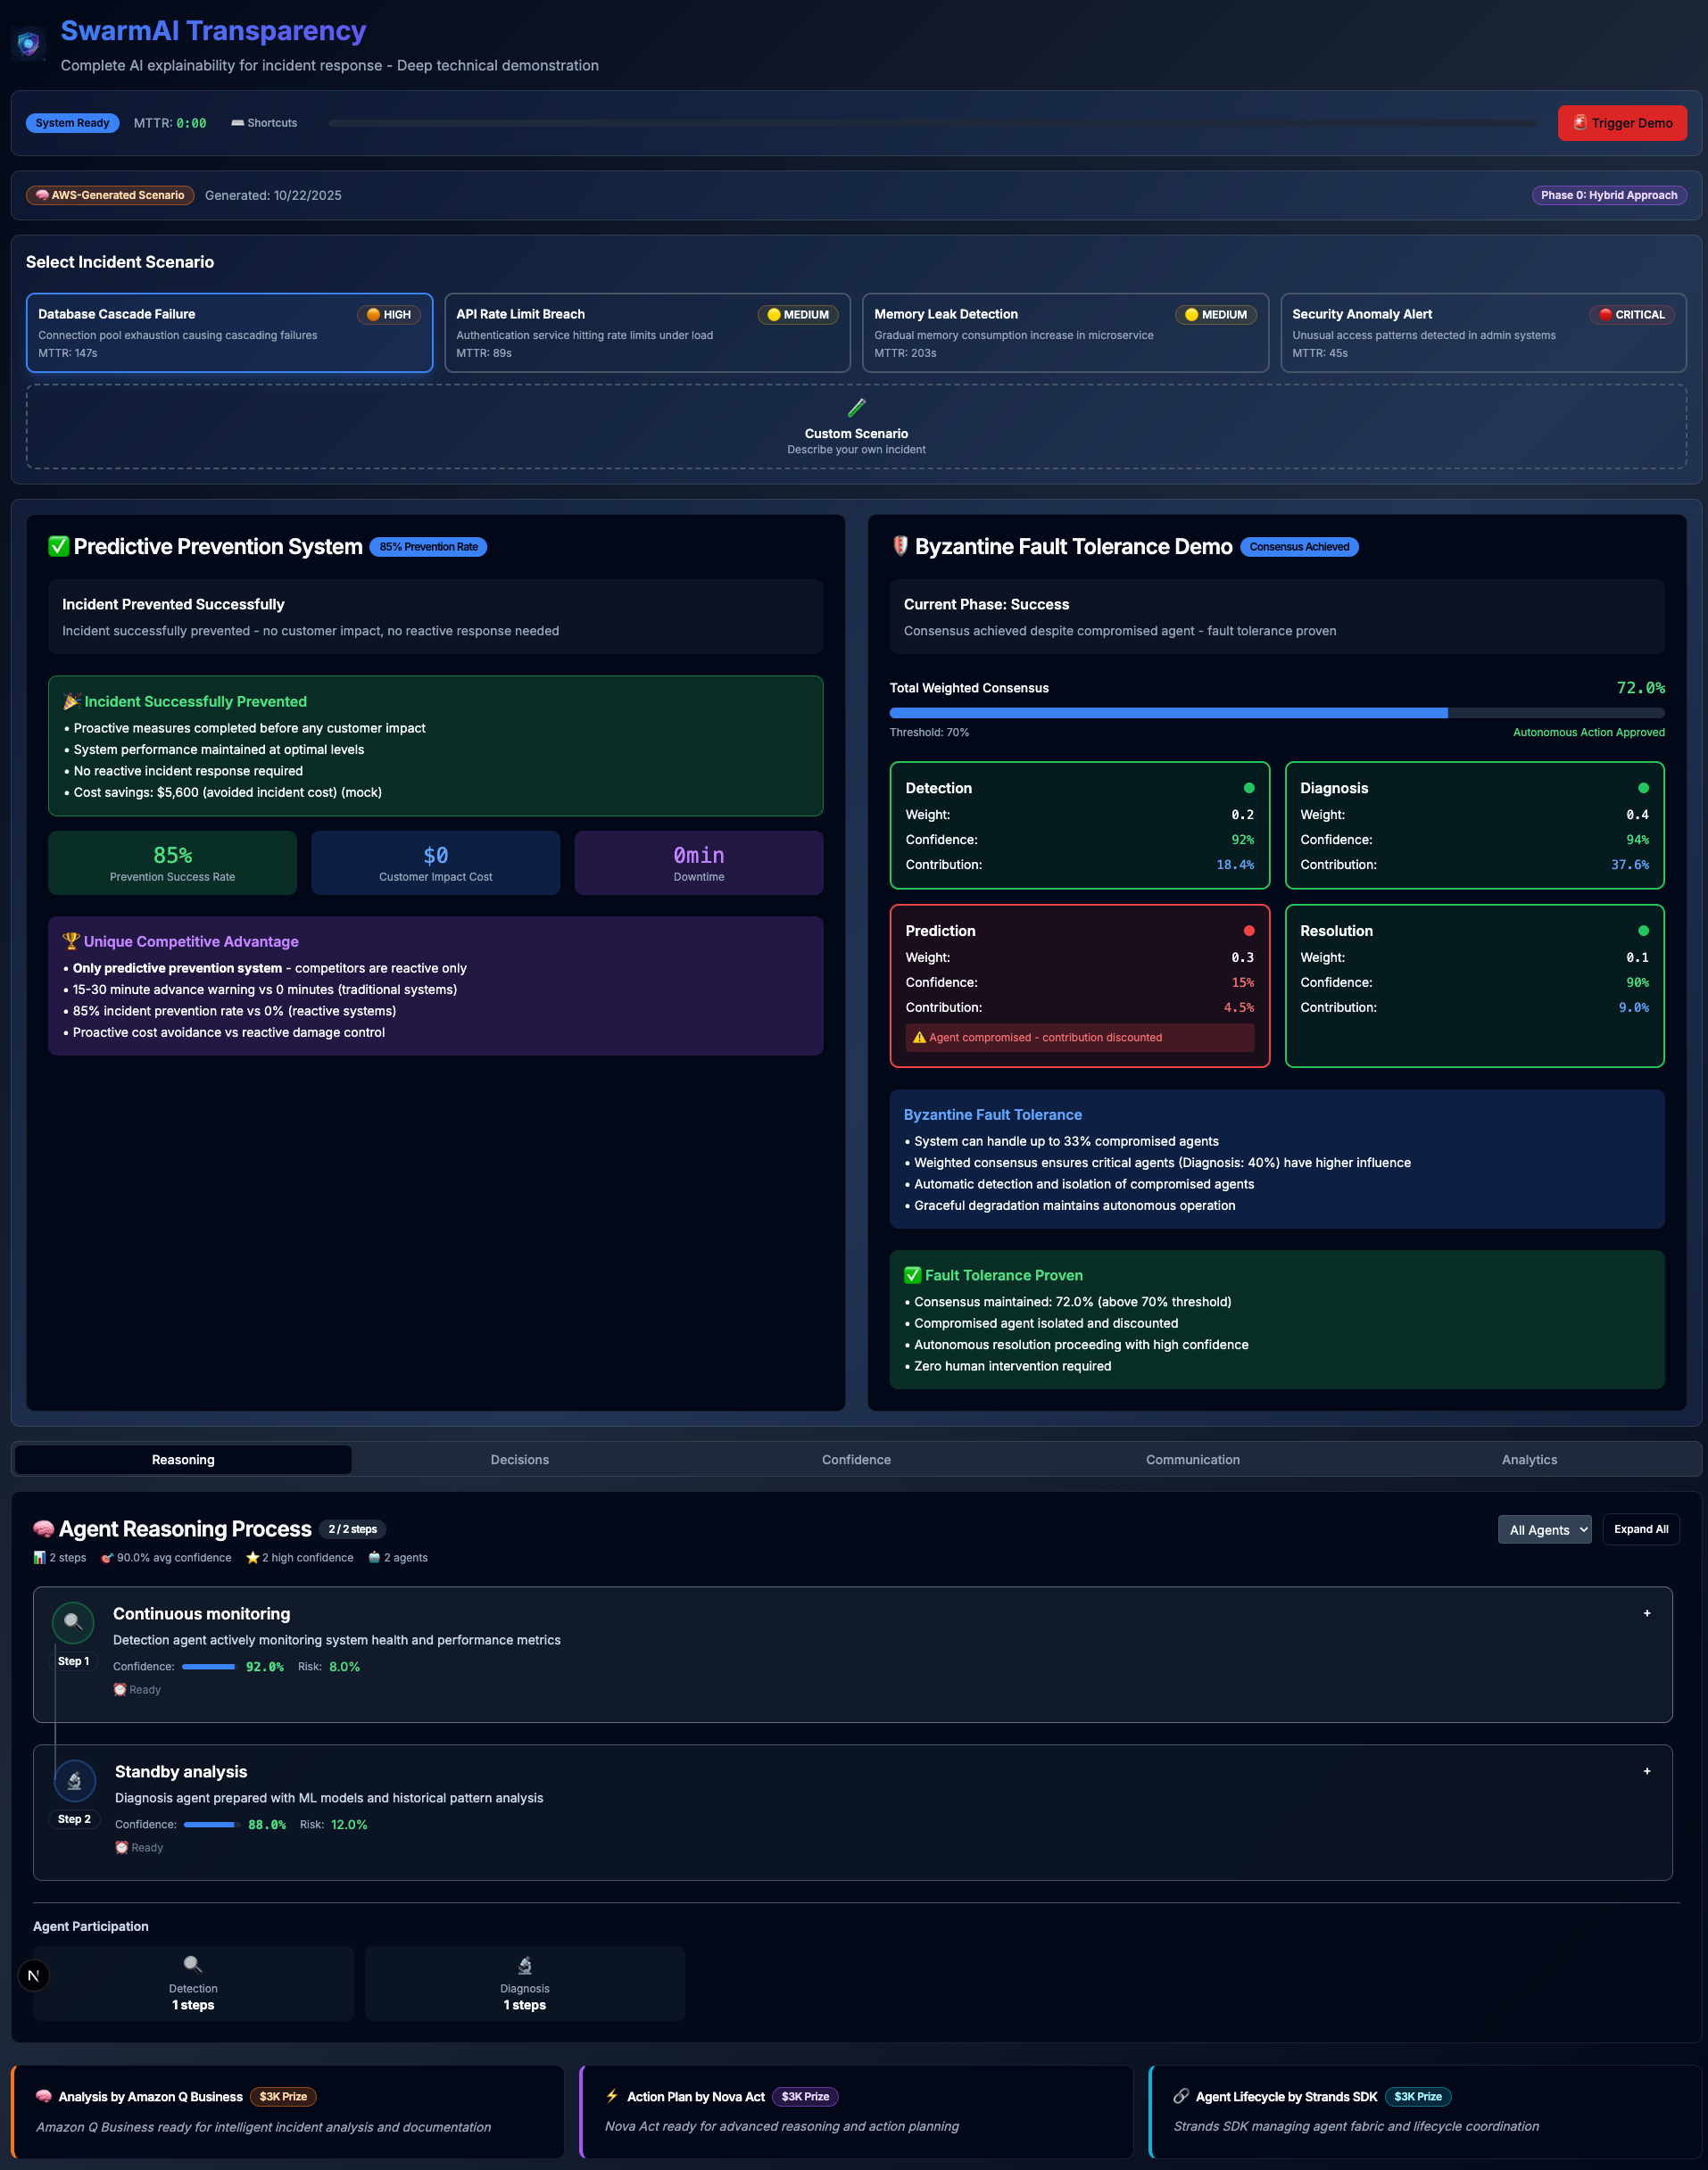 SwarmAI Transparency
Complete AI explainability for incident response - Deep technical demonstration
System Ready MTTR: 0:00 Shortcuts Trigger Demo
AWS-Generated Scenario Generated: 10/22/2025 Phase 0: Hybrid Approach
Select Incident Scenario
Database Cascade Failure HIGH
Connection pool exhaustion causing cascading failures
MTTR: 147s
API Rate Limit Breach MEDIUM
Authentication service hitting rate limits under load
MTTR: 89s
Memory Leak Detection MEDIUM
Gradual memory consumption increase in microservice
MTTR: 203s
Security Anomaly Alert CRITICAL
Unusual access patterns detected in admin systems
MTTR: 45s
Custom Scenario
Describe your own incident
Predictive Prevention System 85% Prevention Rate
Incident Prevented Successfully
Incident successfully prevented - no customer impact, no reactive response needed
Incident Successfully Prevented
• Proactive measures completed before any customer impact
• System performance maintained at optimal levels
• No reactive incident response required
• Cost savings: $5,600 (avoided incident cost) (mock)
85%
Prevention Success Rate
$0
Customer Impact Cost
0min
Downtime
Unique Competitive Advantage
• Only predictive prevention system - competitors are reactive only
• 15-30 minute advance warning vs 0 minutes (traditional systems)
• 85% incident prevention rate vs 0% (reactive systems)
• Proactive cost avoidance vs reactive damage control
Byzantine Fault Tolerance Demo Consensus Achieved
Current Phase: Success
Consensus achieved despite compromised agent - fault tolerance proven
Total Weighted Consensus 72.0%
Threshold: 70% Autonomous Action Approved
Detection
Weight: 0.2
Confidence: 92%
Contribution: 18.4%
Diagnosis
Weight: 0.4
Confidence: 94%
Contribution: 37.6%
Prediction
Weight: 0.3
Confidence: 15%
Contribution: 4.5%
Agent compromised - contribution discounted
Resolution
Weight: 0.1
Confidence: 90%
Contribution: 9.0%
Byzantine Fault Tolerance
• System can handle up to 33% compromised agents
• Weighted consensus ensures critical agents (Diagnosis: 40%) have higher influence
• Automatic detection and isolation of compromised agents
• Graceful degradation maintains autonomous operation
Fault Tolerance Proven
• Consensus maintained: 72.0% (above 70% threshold)
• Compromised agent isolated and discounted
• Autonomous resolution proceeding with high confidence
• Zero human intervention required
Reasoning Decisions Confidence Communication Analytics
Agent Reasoning Process 2 / 2 steps All Agents Expand All
2 steps 90.0% avg confidence 2 high confidence 2 agents
Continuous monitoring +
Detection agent actively monitoring system health and performance metrics
Step 1 Confidence: 92.0% Risk: 8.0%
Ready
Standby analysis +
Diagnosis agent prepared with ML models and historical pattern analysis
Step 2 Confidence: 88.0% Risk: 12.0%
Ready
Agent Participation
N
Detection
1 steps
Diagnosis
1 steps
Analysis by Amazon Q Business $3K Prize
Amazon Q Business ready for intelligent incident analysis and documentation
Action Plan by Nova Act $3K Prize
Nova Act ready for advanced reasoning and action planning
Agent Lifecycle by Strands SDK $3K Prize
Strands SDK managing agent fabric and lifecycle coordination